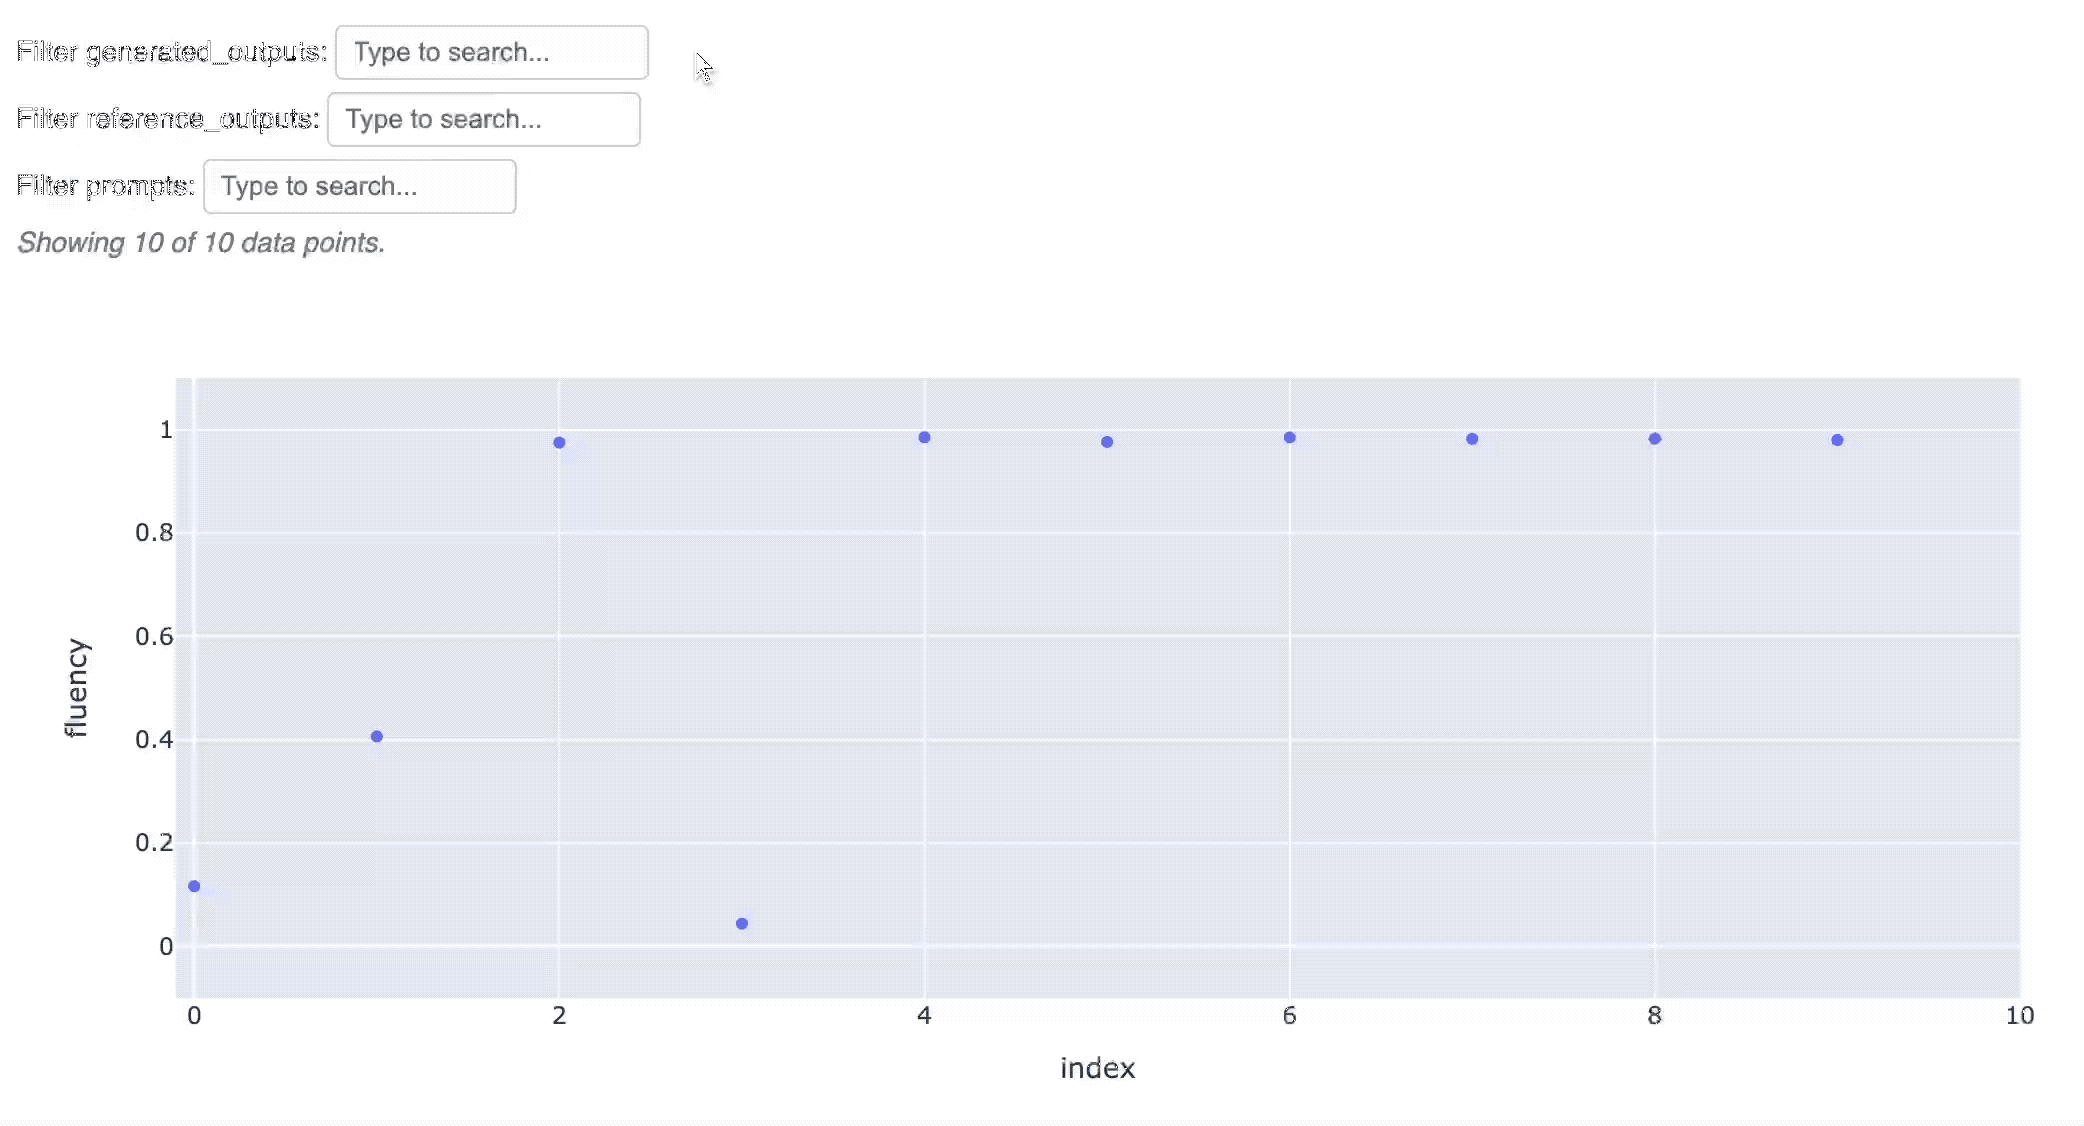 Filter generated_outputs: Type to search...
Filter reference_outputs: Type to search...
Filter prompts: Type to search...
Showing 10 of 10 data points.
1
0.8
0.6
0.4
0.2
0
fluency
0 2 4 6 8 10
index